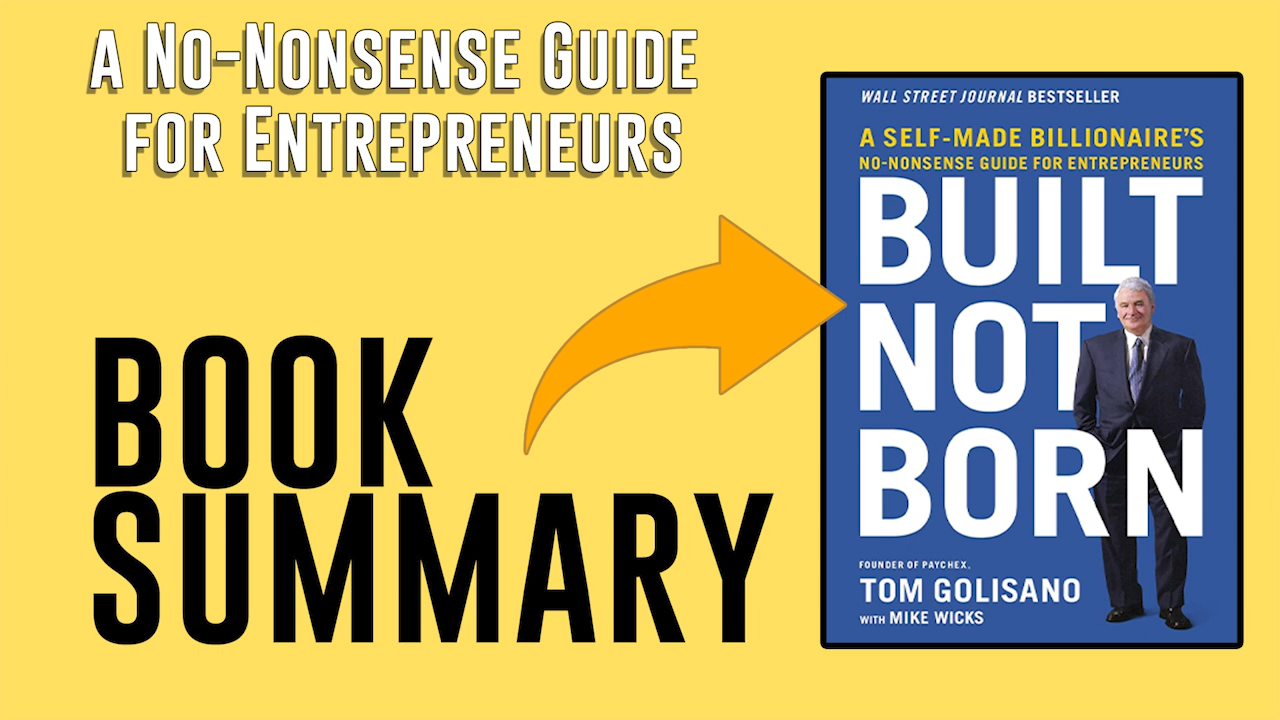 A No-Nonsense Guide
for Entrepreneurs
BOOK
SUMMARY
WALL STREET JOURNAL BESTSELLER
A SELF-MADE BILLIONAIRE'S
NO-NONSENSE GUIDE FOR ENTREPRENEURS
BUILT
NOT
BORN
FOUNDER OF PAYCHEX,
TOM GOLISANO
WITH MIKE WICKS